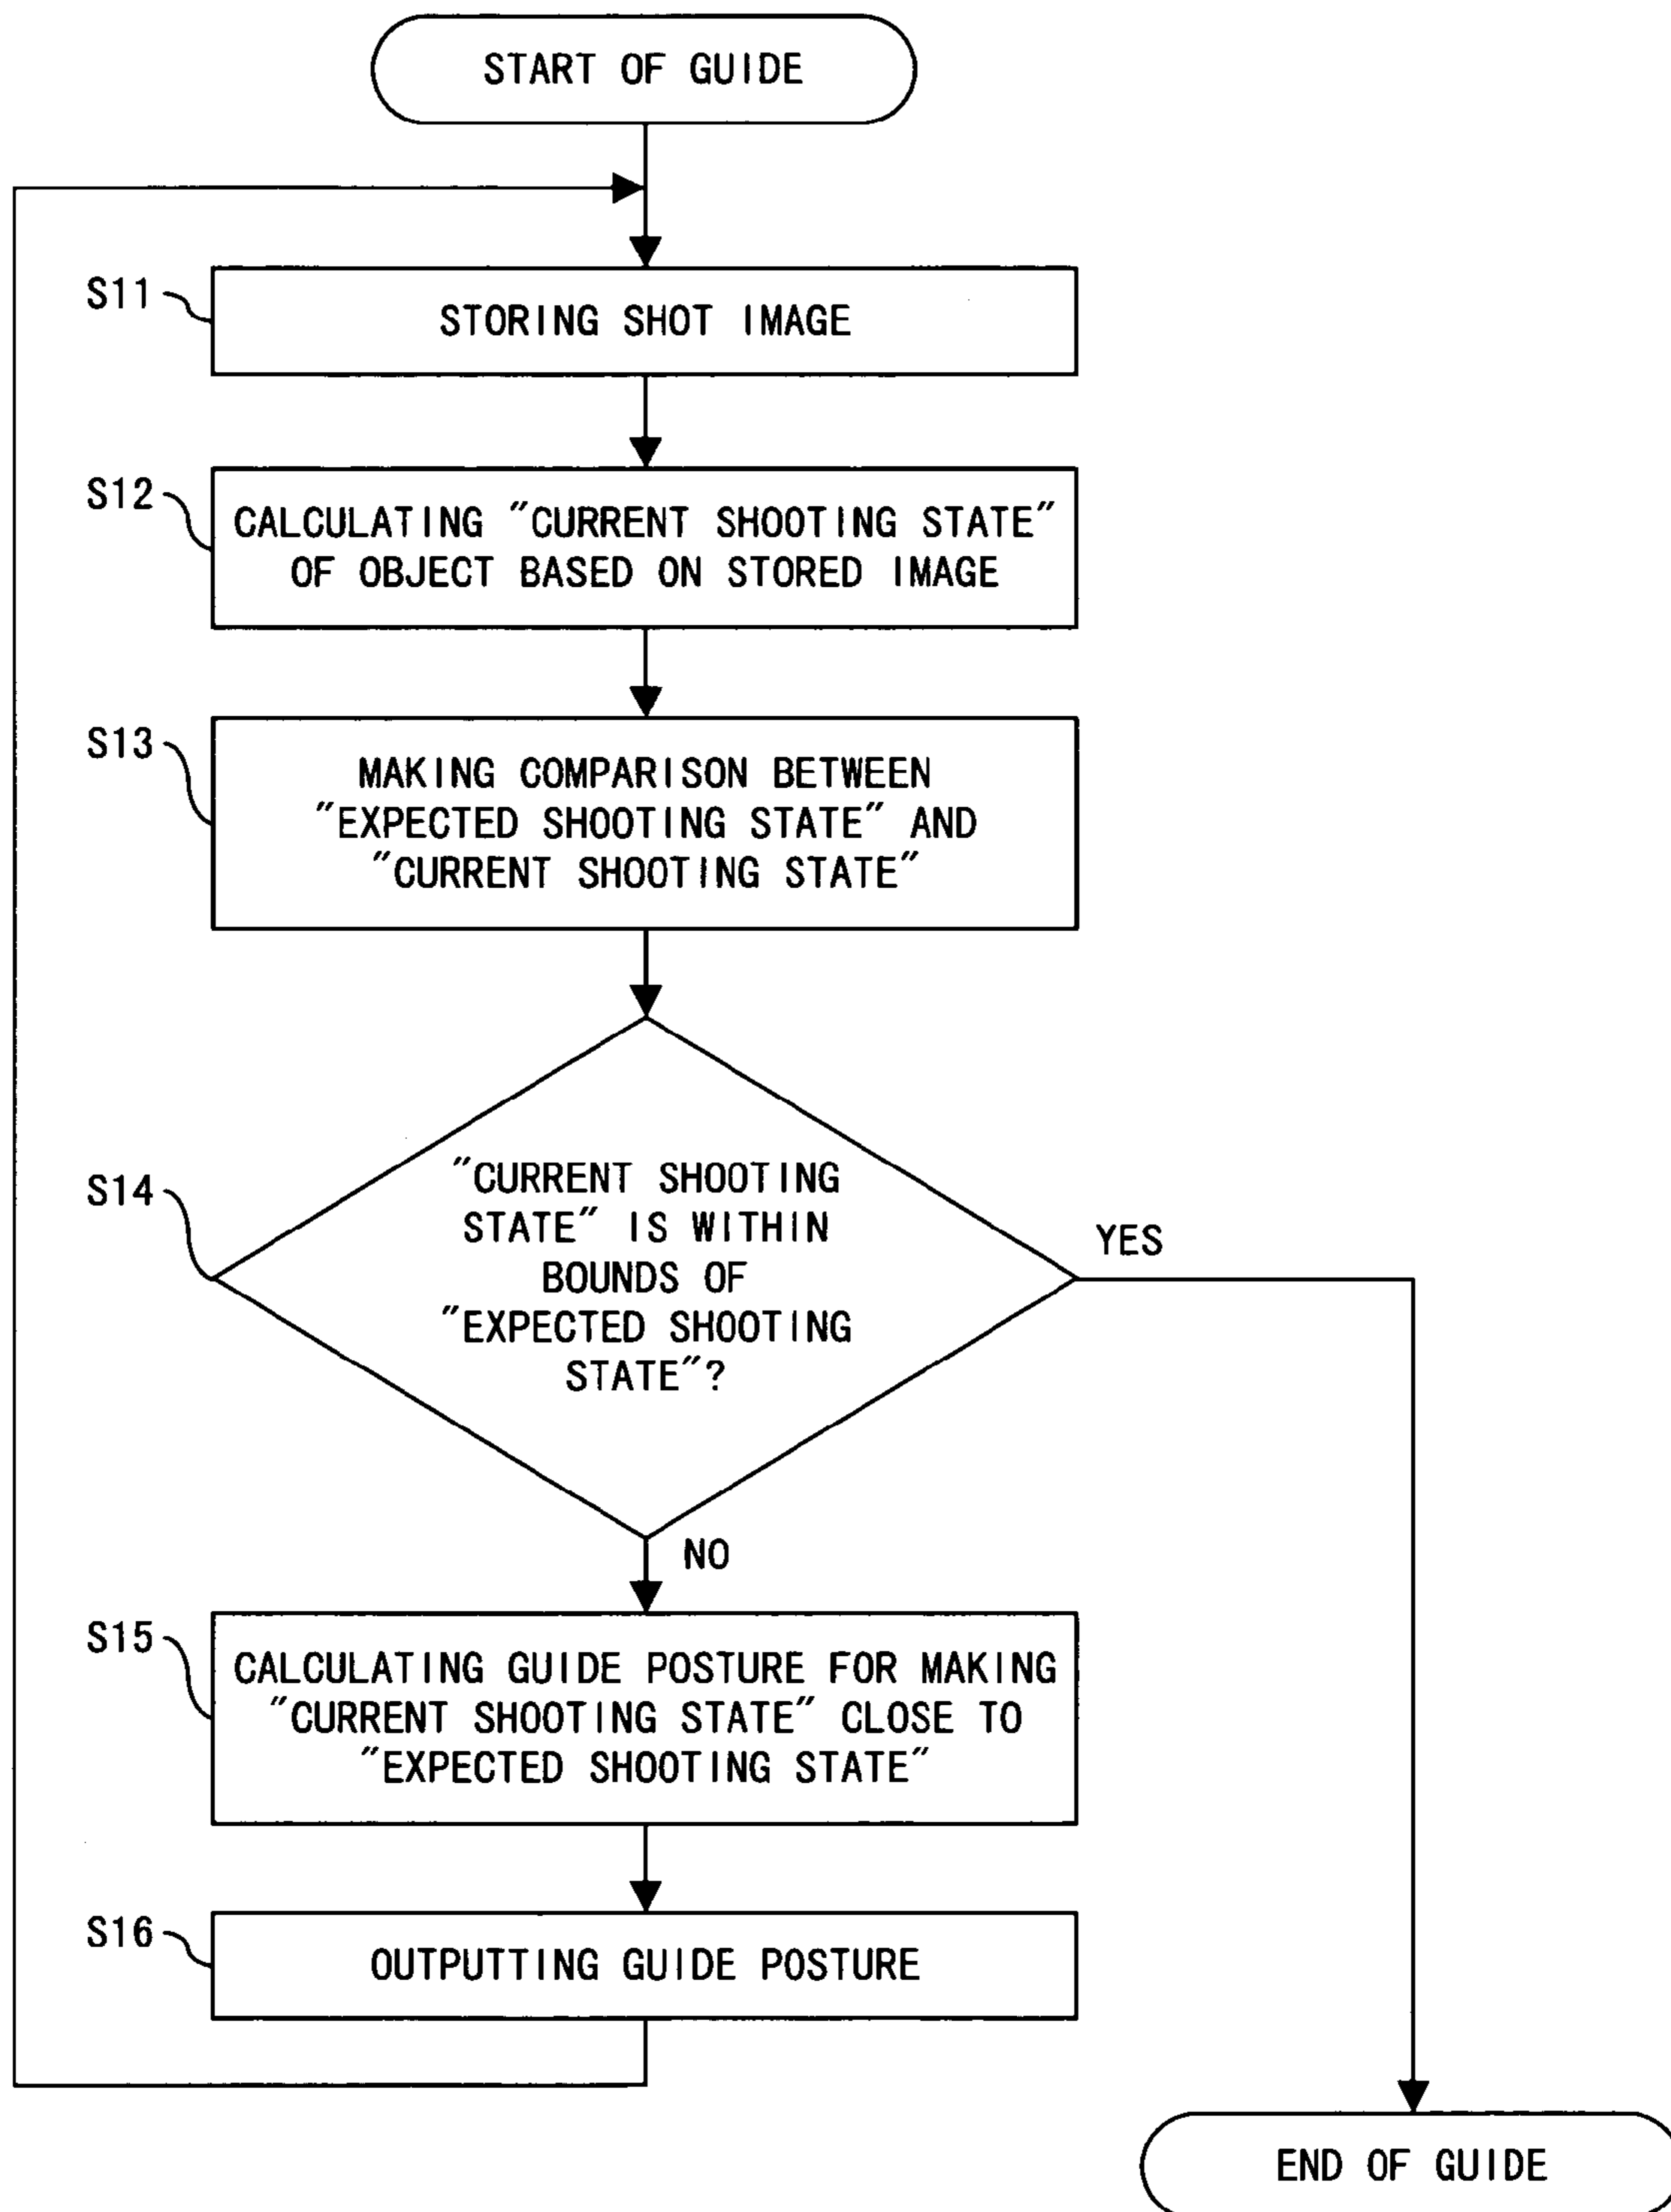 START OF GUIDE
S11
STORING SHOT IMAGE
S12
CALCULATING "CURRENT SHOOTING STATE"
OF OBJECT BASED ON STORED IMAGE
S13
MAKING COMPARISON BETWEEN
"EXPECTED SHOOTING STATE" AND
"CURRENT SHOOTING STATE"
S14
"CURRENT SHOOTING
STATE" IS WITHIN
BOUNDS OF
"EXPECTED SHOOTING
STATE"?
YES
NO
S15
CALCULATING GUIDE POSTURE FOR MAKING
"CURRENT SHOOTING STATE" CLOSE TO
"EXPECTED SHOOTING STATE"
S16
OUTPUTTING GUIDE POSTURE
END OF GUIDE